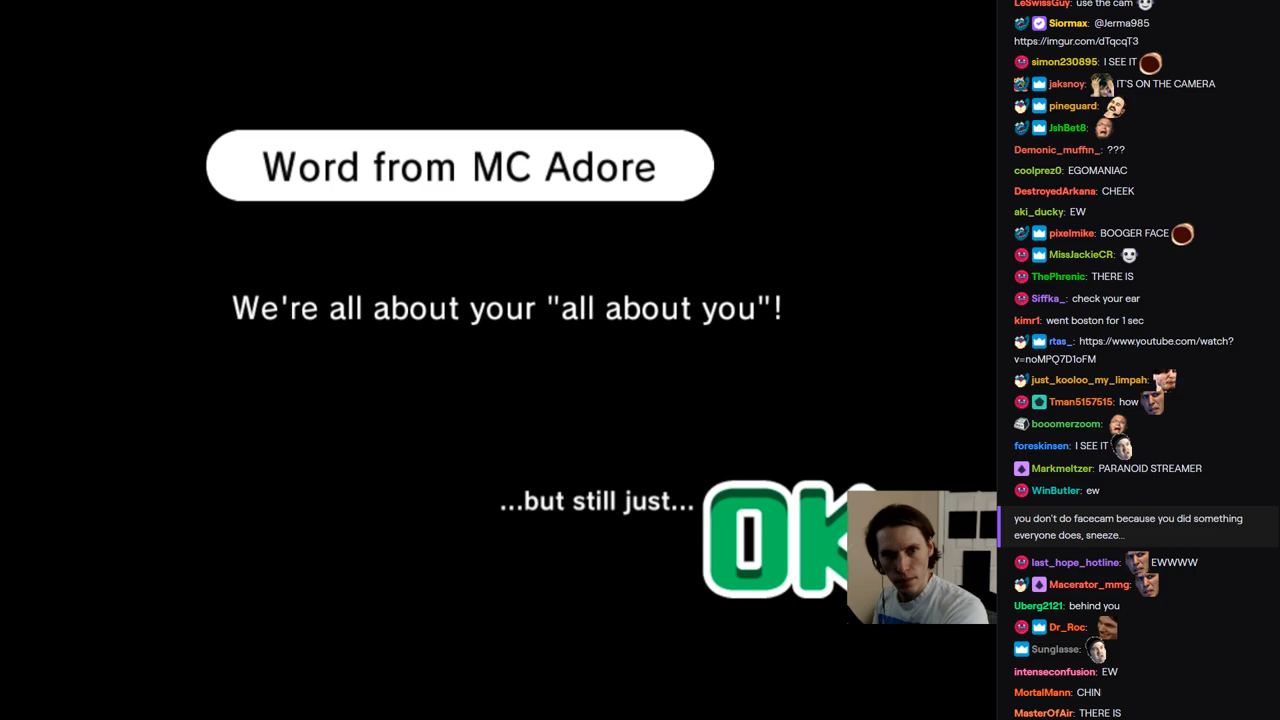 Word from MC Adore
We're all about your "all about you"!
...but still just...
OK
LeSwissGuy: use the cam
Siormax: @Jerma985
https://imgur.com/dTqcqT3
simon230895: I SEE IT
jaksnoy: IT'S ON THE CAMERA
pineguard:
JshBet8:
Demonic_muffin_: ???
coolprez0: EGOMANIAC
DestroyedArkana: CHEEK
aki_ducky: EW
pixelmike: BOOGER FACE
MissJackieCR:
ThePhrenic: THERE IS
Siffka_: check your ear
kimr1: went boston for 1 sec
rtas_: https://www.youtube.com/watch?
v=noMPQ7D1oFM
just_kooloo_my_limpah:
Tman5157515: how
booomerzoom:
foreskinsen: I SEE IT
Markmeltzer: PARANOID STREAMER
WinButler: ew
you don't do facecam because you did something
everyone does, sneeze...
last_hope_hotline: EWWWW
Macerator_mmg:
Uberg2121: behind you
Dr_Roc:
Sunglasse:
intenseconfusion: EW
MortalMann: CHIN
MasterOfAir: THERE IS